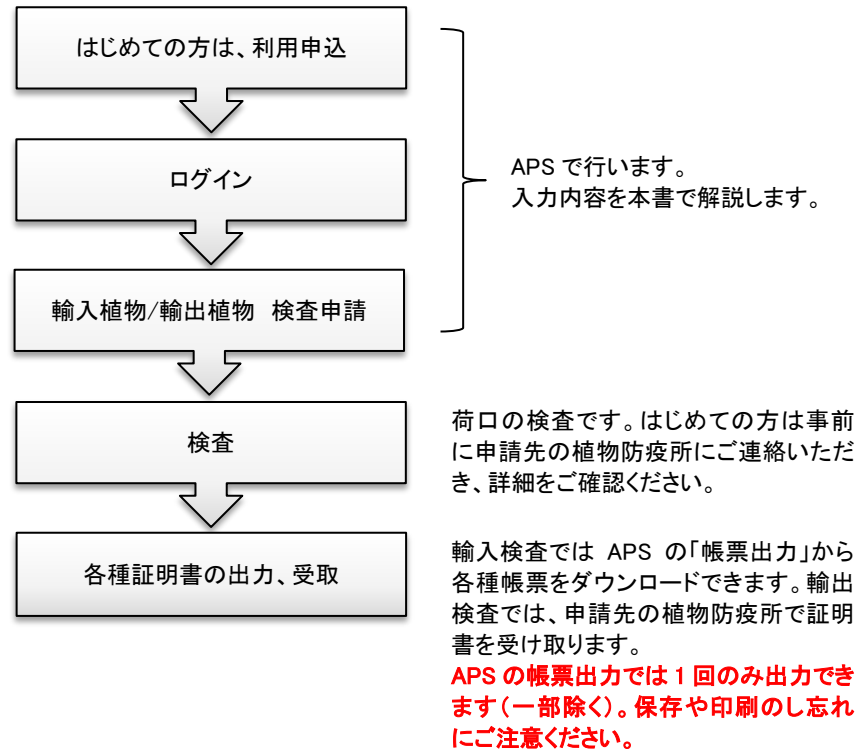 はじめての方は、利用申込
ログイン
輸入植物/輸出植物 検査申請
APS で行います。
入力内容を本書で解説します。
検査
荷口の検査です。はじめての方は事前
に申請先の植物防疫所にご連絡いただ
き、詳細をご確認ください。
各種証明書の出力、受取
輸入検査では APS の「帳票出力」から
各種帳票をダウンロードできます。輸出
検査では、申請先の植物防疫所で証明
書を受け取ります。
APS の帳票出力では 1 回のみ出力でき
ます(一部除く)。保存や印刷のし忘れ
にご注意ください。